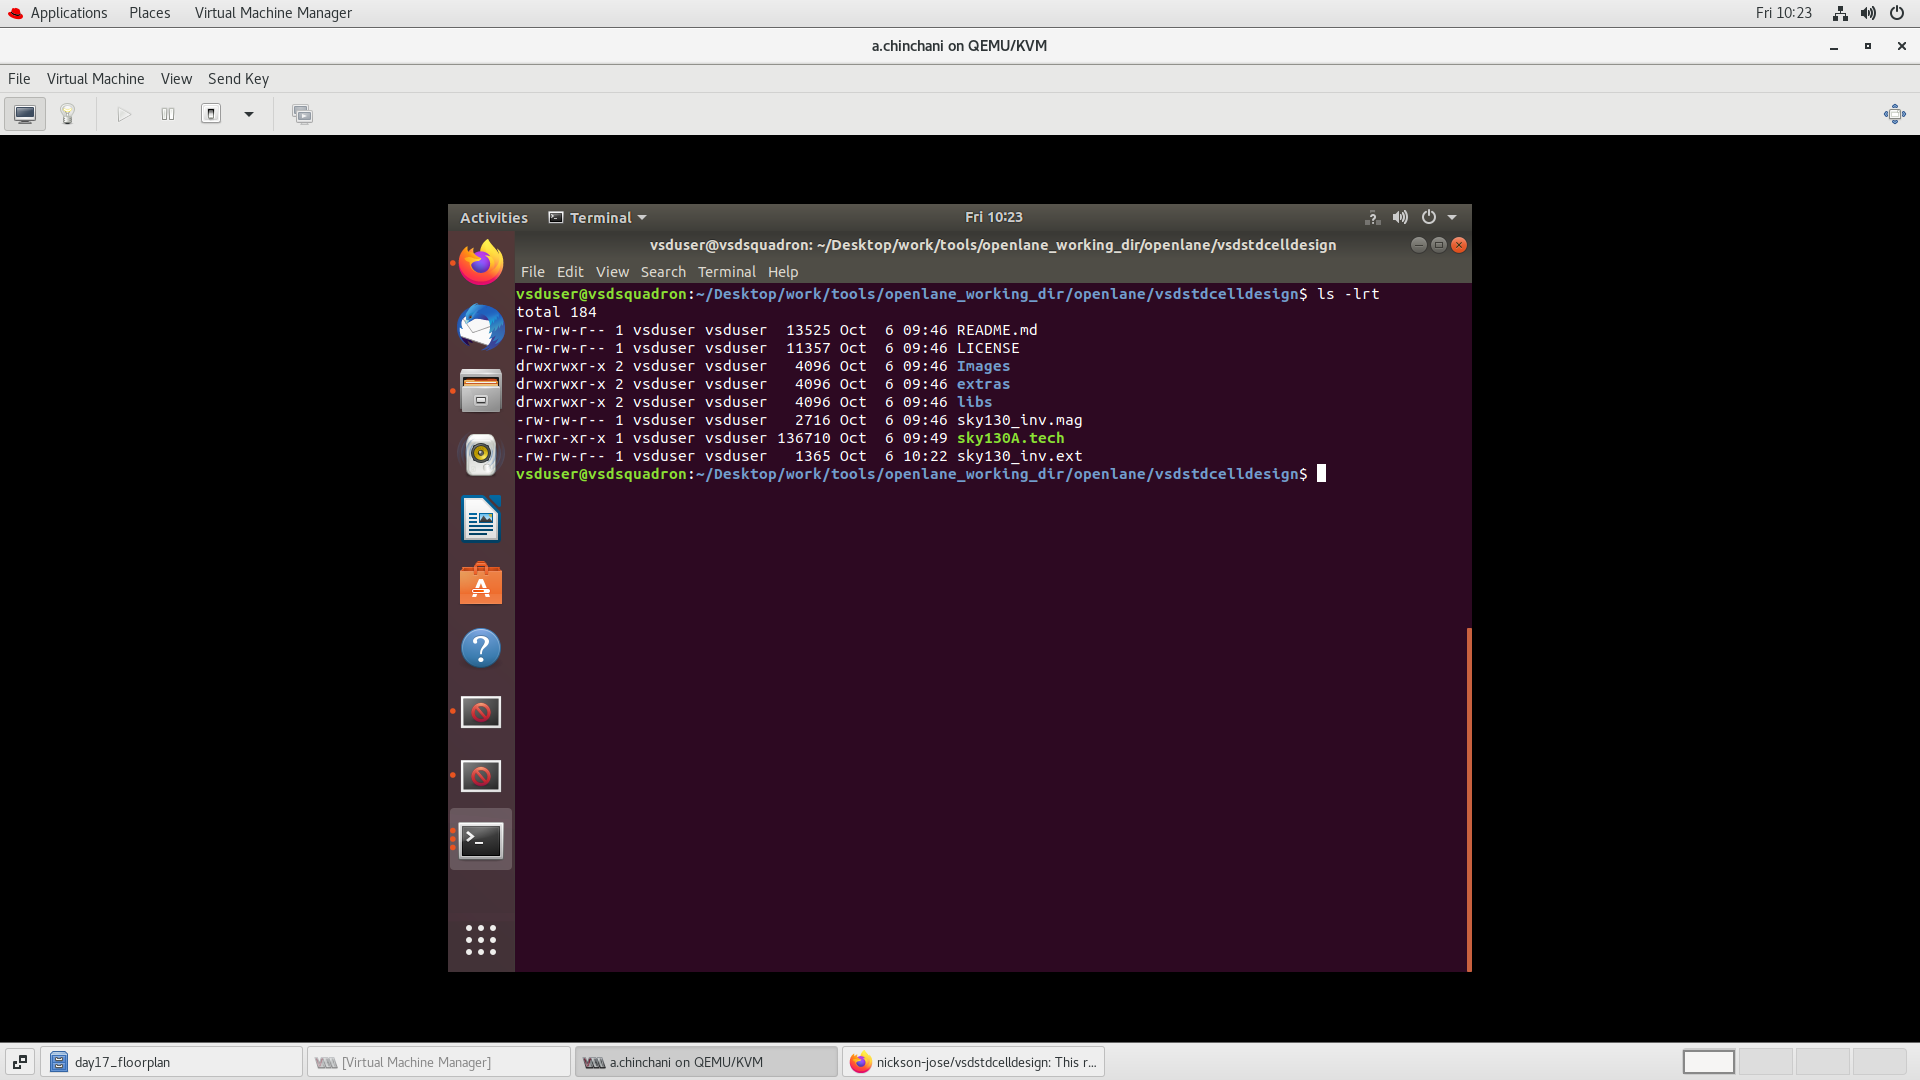 Applications Places Virtual Machine Manager Fri 10:23
a.chinchani on QEMU/KVM
File Virtual Machine View Send Key
Activities Terminal Fri 10:23
vsduser@vsdsquadron: ~/Desktop/work/tools/openlane_working_dir/openlane/vsdstdcelldesign
File Edit View Search Terminal Help
vsduser@vsdsquadron:~/Desktop/work/tools/openlane_working_dir/openlane/vsdstdcelldesign$ ls -lrt
total 184
-rw-rw-r-- 1 vsduser vsduser  13525 Oct  6 09:46 README.md
-rw-rw-r-- 1 vsduser vsduser  11357 Oct  6 09:46 LICENSE
drwxrwxr-x 2 vsduser vsduser   4096 Oct  6 09:46 Images
drwxrwxr-x 2 vsduser vsduser   4096 Oct  6 09:46 extras
drwxrwxr-x 2 vsduser vsduser   4096 Oct  6 09:46 libs
-rw-rw-r-- 1 vsduser vsduser   2716 Oct  6 09:46 sky130_inv.mag
-rwxr-xr-x 1 vsduser vsduser 136710 Oct  6 09:49 sky130A.tech
-rw-rw-r-- 1 vsduser vsduser   1365 Oct  6 10:22 sky130_inv.ext
vsduser@vsdsquadron:~/Desktop/work/tools/openlane_working_dir/openlane/vsdstdcelldesign$
day17_floorplan [Virtual Machine Manager] a.chinchani on QEMU/KVM nickson-jose/vsdstdcelldesign: This r...